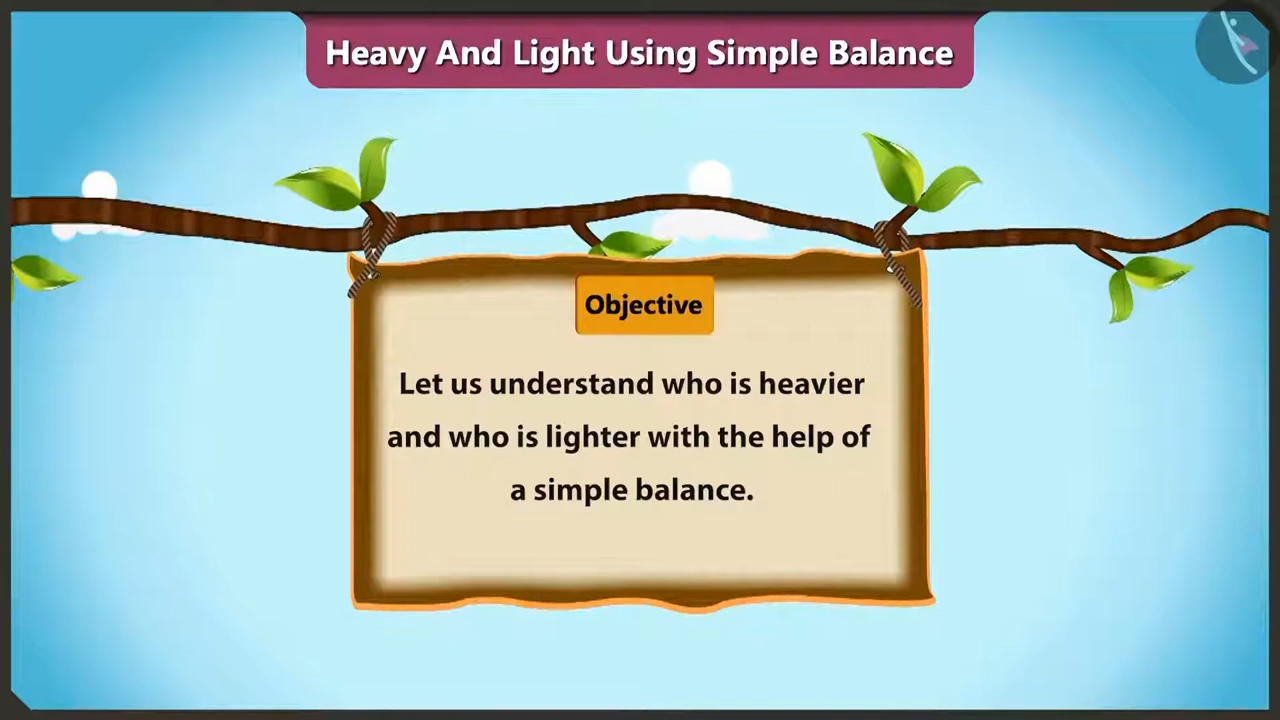 Heavy And Light Using Simple Balance
Objective
Let us understand who is heavier
and who is lighter with the help of
a simple balance.